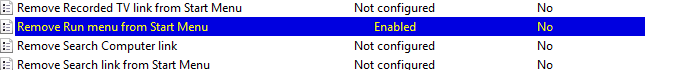 Remove Recorded TV link from Start Menu Not configured No
Remove Run menu from Start Menu Enabled No
Remove Search Computer link Not configured No
Remove Search link from Start Menu Not configured No